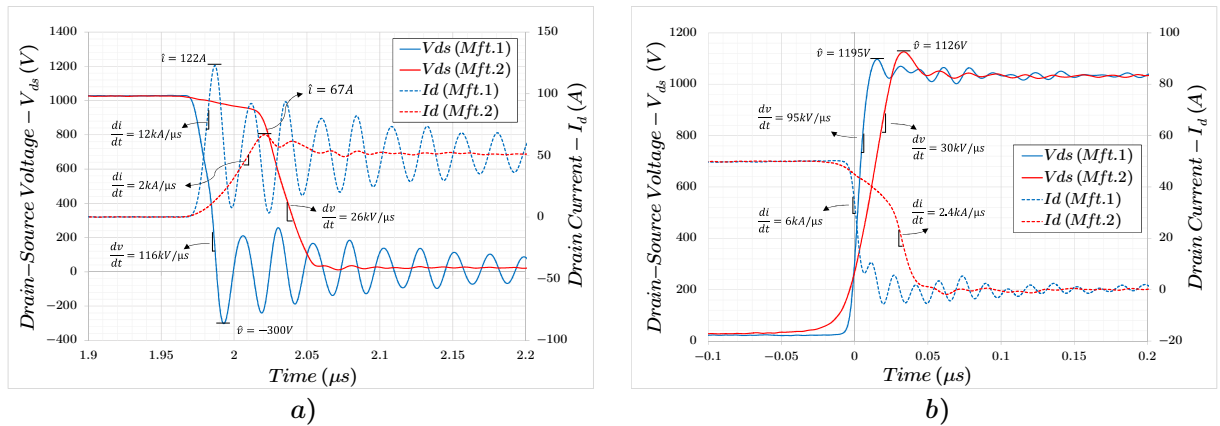 a)
Drain−Source Voltage − V_ds (V)
1400
1200
1000
800
600
400
200
0
−200
−400
150
100
50
0
−50
−100
Drain Current − I_d (A)
1.9
1.95
2
2.05
2.1
2.15
2.2
Time (μs)
Vds (Mft.1)
Vds (Mft.2)
Id (Mft.1)
Id (Mft.2)
î = 122A
î = 67A
di/dt = 12kA/μs
di/dt = 2kA/μs
dv/dt = 116kV/μs
dv/dt = 26kV/μs
v̂ = −300V
a)
b)
Drain−Source Voltage − V_ds (V)
1200
1000
800
600
400
200
0
100
80
60
40
20
0
−20
Drain Current − I_d (A)
−0.1
−0.05
0
0.05
0.1
0.15
0.2
Time (μs)
v̂ = 1195V
v̂ = 1126V
dv/dt = 95kV/μs
dv/dt = 30kV/μs
di/dt = 6kA/μs
di/dt = 2.4kA/μs
Vds (Mft.1)
Vds (Mft.2)
Id (Mft.1)
Id (Mft.2)
b)